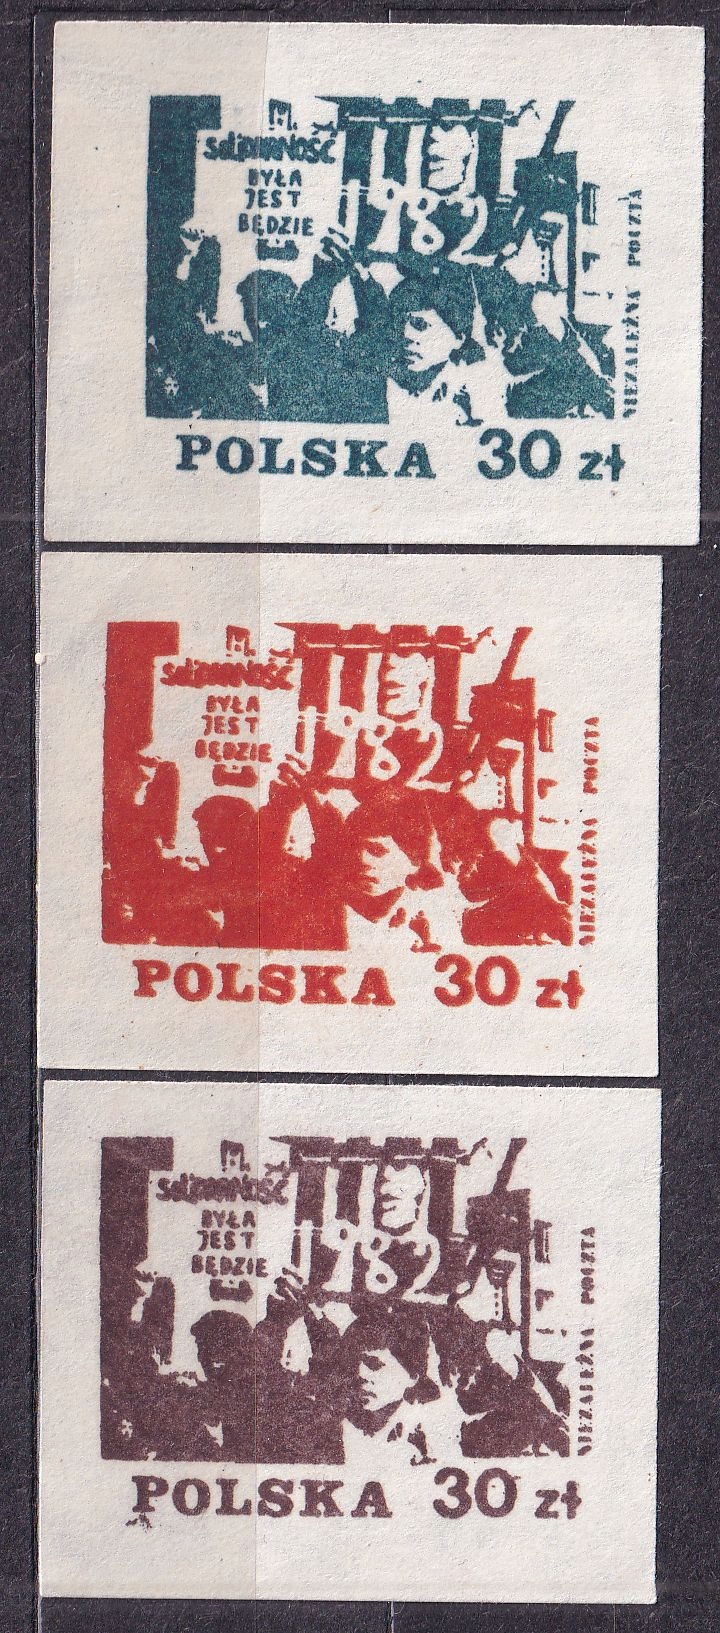 SOLIDARNOŚĆ
BYŁA
JEST
BĘDZIE
1982
NIEZALEŻNA POCZTA
POLSKA 30 zł
SOLIDARNOŚĆ
BYŁA
JEST
BĘDZIE
1982
NIEZALEŻNA POCZTA
POLSKA 30 zł
SOLIDARNOŚĆ
BYŁA
JEST
BĘDZIE
1982
NIEZALEŻNA POCZTA
POLSKA 30 zł